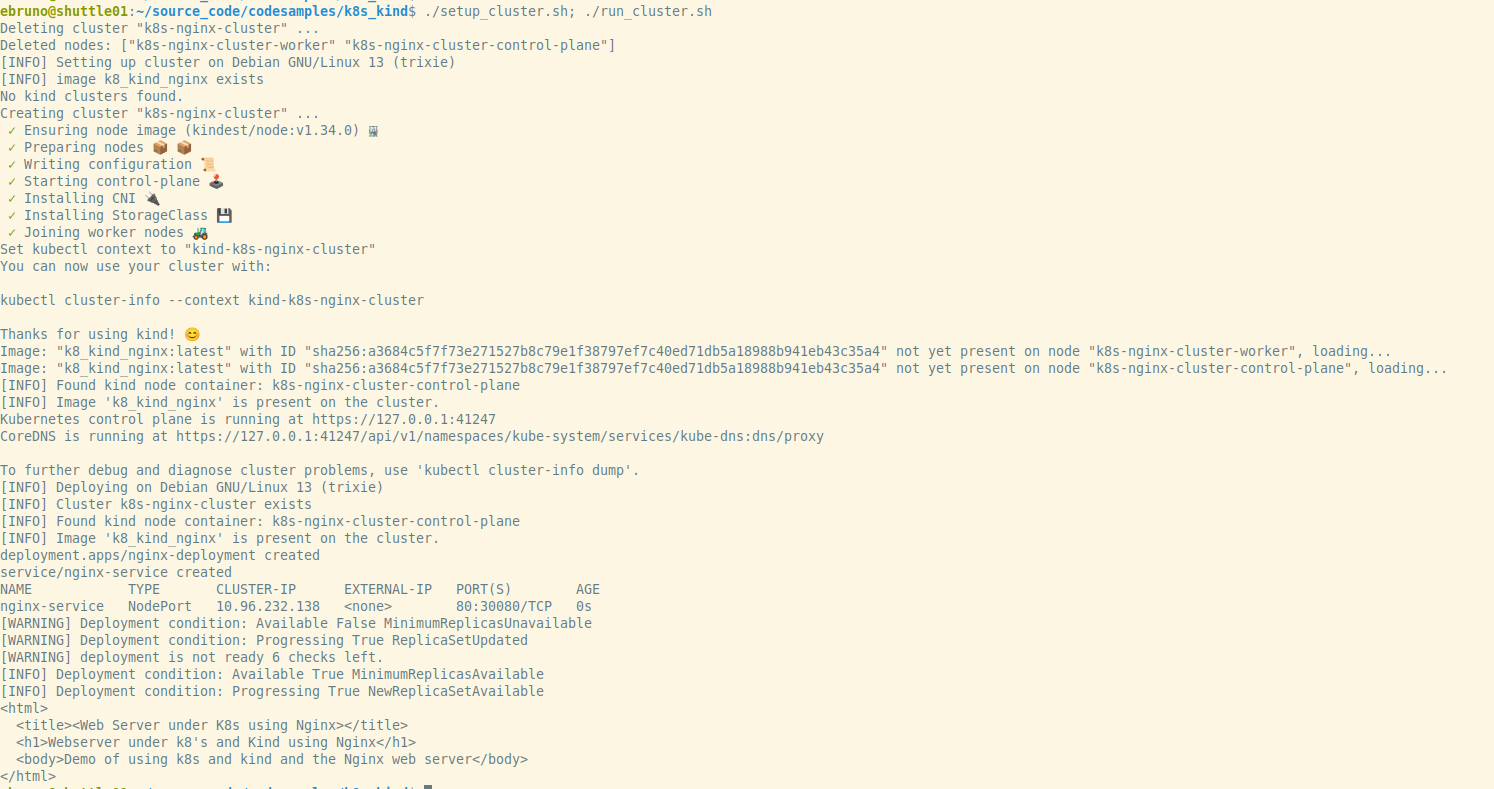 ebruno@shuttle01:~/source_code/codesamples/k8s_kind$ ./setup_cluster.sh; ./run_cluster.sh
Deleting cluster "k8s-nginx-cluster" ...
Deleted nodes: ["k8s-nginx-cluster-worker" "k8s-nginx-cluster-control-plane"]
[INFO] Setting up cluster on Debian GNU/Linux 13 (trixie)
[INFO] image k8_kind_nginx exists
No kind clusters found.
Creating cluster "k8s-nginx-cluster" ...
✓ Ensuring node image (kindest/node:v1.34.0) 🖼
✓ Preparing nodes 📦 📦
✓ Writing configuration 📜
✓ Starting control-plane 🕹️
✓ Installing CNI 🔌
✓ Installing StorageClass 💾
✓ Joining worker nodes 🚜
Set kubectl context to "kind-k8s-nginx-cluster"
You can now use your cluster with:
kubectl cluster-info --context kind-k8s-nginx-cluster
Thanks for using kind! 😊
Image: "k8_kind_nginx:latest" with ID "sha256:a3684c5f7f73e271527b8c79e1f38797ef7c40ed71db5a18988b941eb43c35a4" not yet present on node "k8s-nginx-cluster-worker", loading...
Image: "k8_kind_nginx:latest" with ID "sha256:a3684c5f7f73e271527b8c79e1f38797ef7c40ed71db5a18988b941eb43c35a4" not yet present on node "k8s-nginx-cluster-control-plane", loading...
[INFO] Found kind node container: k8s-nginx-cluster-control-plane
[INFO] Image 'k8_kind_nginx' is present on the cluster.
Kubernetes control plane is running at https://127.0.0.1:41247
CoreDNS is running at https://127.0.0.1:41247/api/v1/namespaces/kube-system/services/kube-dns:dns/proxy
To further debug and diagnose cluster problems, use 'kubectl cluster-info dump'.
[INFO] Deploying on Debian GNU/Linux 13 (trixie)
[INFO] Cluster k8s-nginx-cluster exists
[INFO] Found kind node container: k8s-nginx-cluster-control-plane
[INFO] Image 'k8_kind_nginx' is present on the cluster.
deployment.apps/nginx-deployment created
service/nginx-service created
NAME TYPE CLUSTER-IP EXTERNAL-IP PORT(S) AGE
nginx-service NodePort 10.96.232.138 <none> 80:30080/TCP 0s
[WARNING] Deployment condition: Available False MinimumReplicasUnavailable
[WARNING] Deployment condition: Progressing True ReplicaSetUpdated
[WARNING] deployment is not ready 6 checks left.
[INFO] Deployment condition: Available True MinimumReplicasAvailable
[INFO] Deployment condition: Progressing True NewReplicaSetAvailable
<html>
<title><Web Server under K8s using Nginx></title>
<h1>Webserver under k8's and Kind using Nginx</h1>
<body>Demo of using k8s and kind and the Nginx web server</body>
</html>